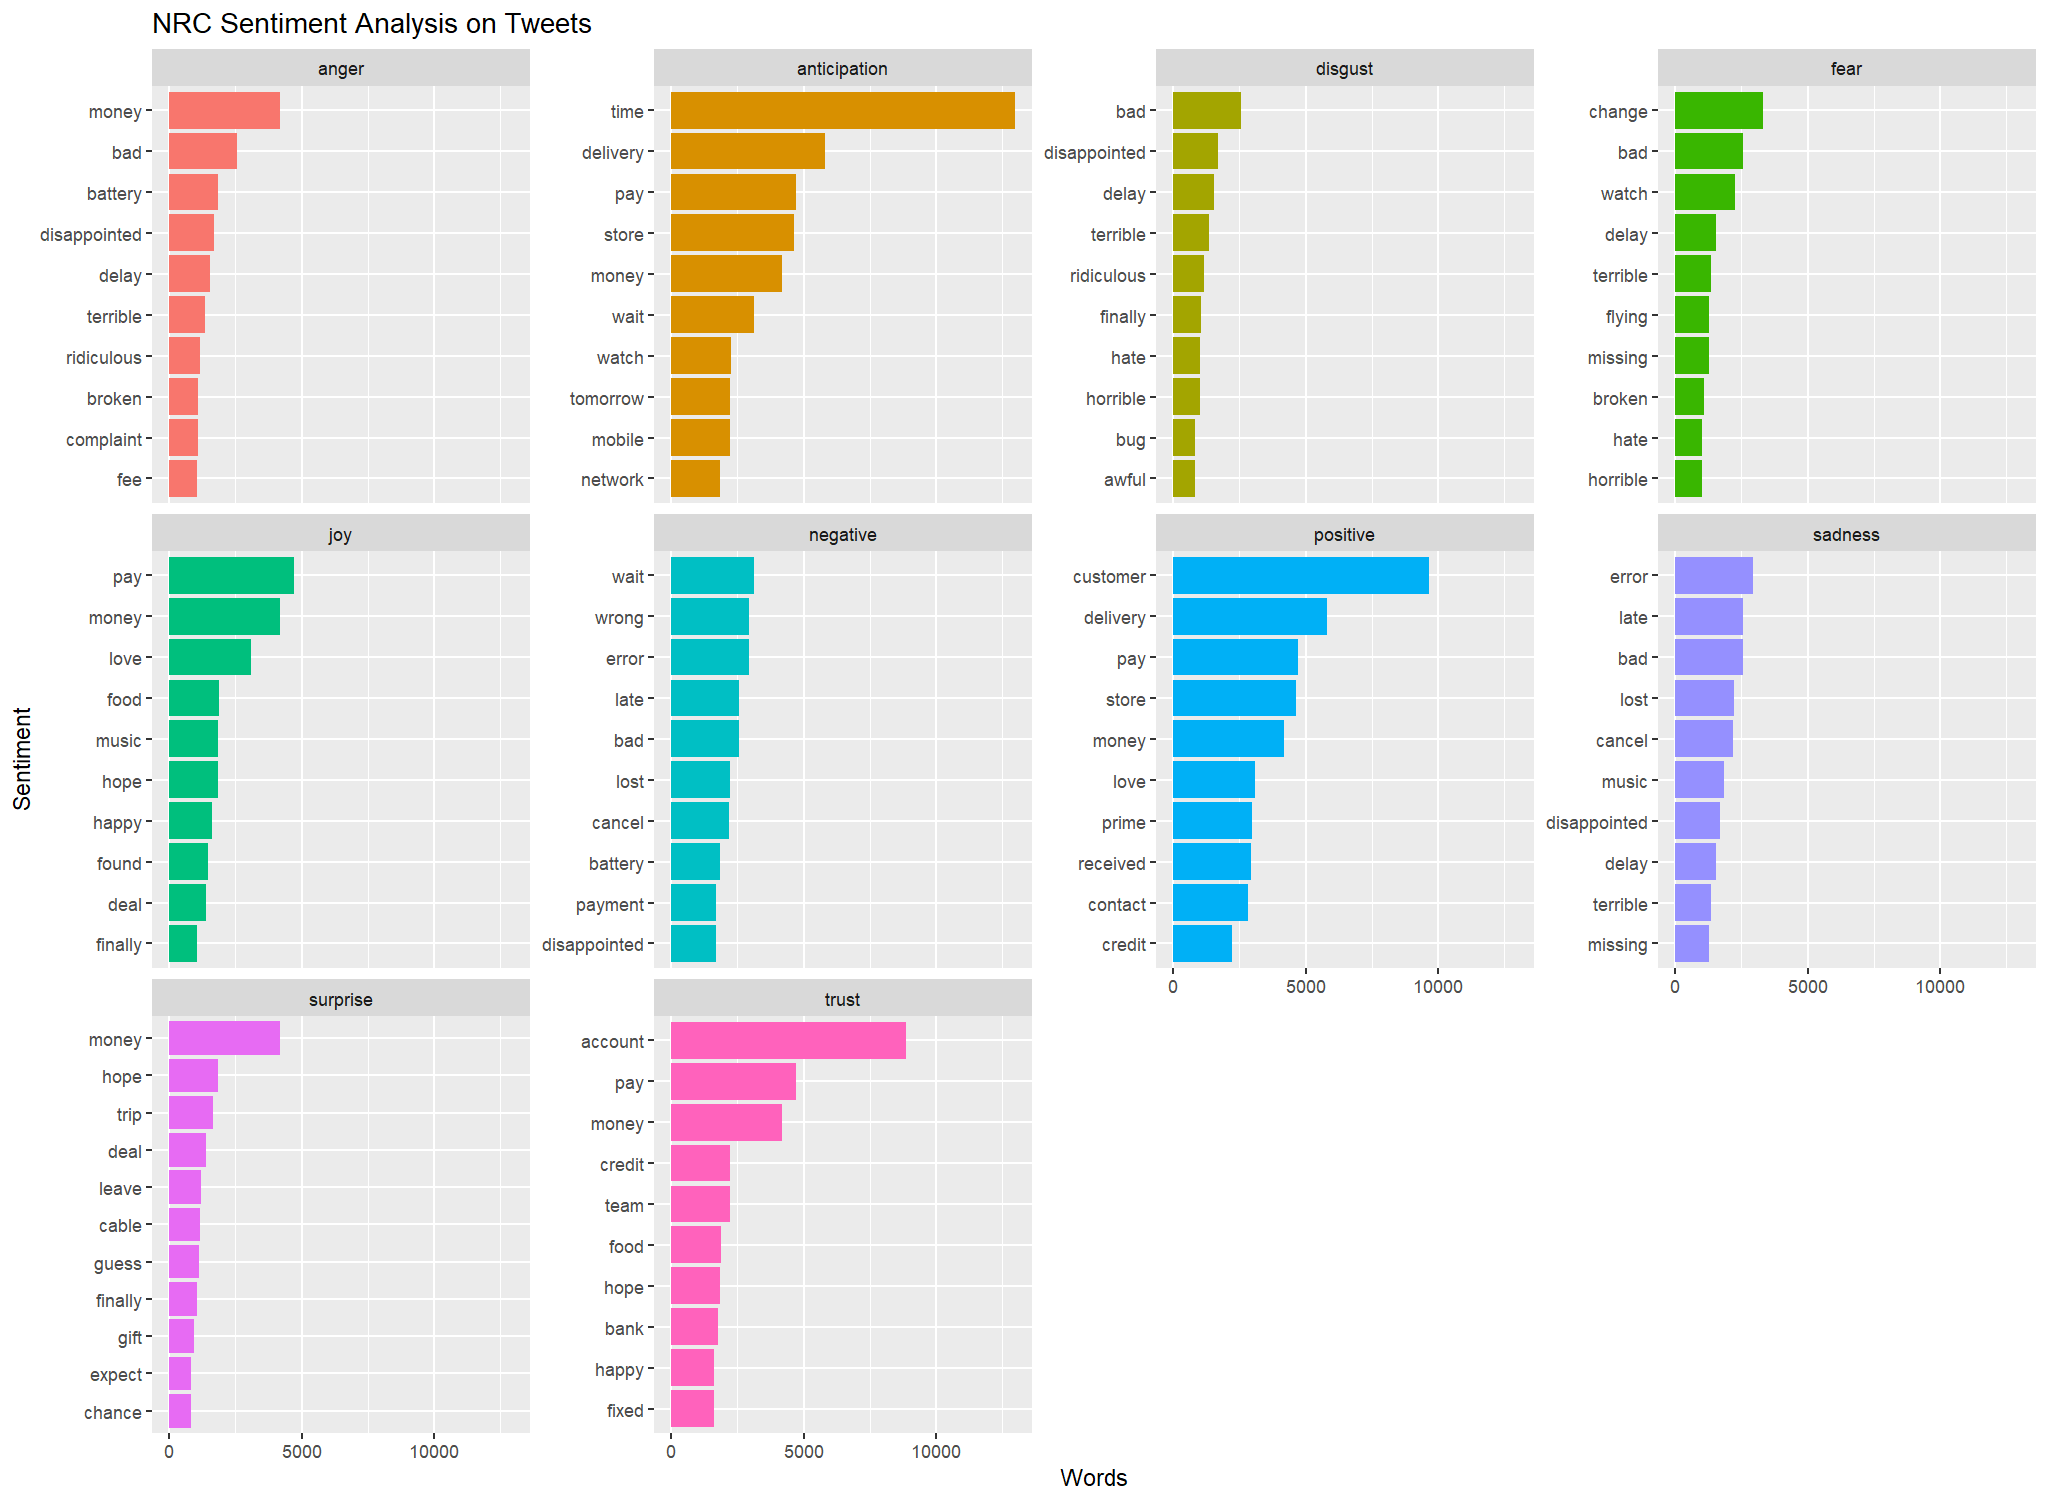 NRC Sentiment Analysis on Tweets
anger
money
bad
battery
disappointed
delay
terrible
ridiculous
broken
complaint
fee
anticipation
time
delivery
pay
store
money
wait
watch
tomorrow
mobile
network
disgust
bad
disappointed
delay
terrible
ridiculous
finally
hate
horrible
bug
awful
fear
change
bad
watch
delay
terrible
flying
missing
broken
hate
horrible
joy
pay
money
love
food
music
hope
happy
found
deal
finally
negative
wait
wrong
error
late
bad
lost
cancel
battery
payment
disappointed
positive
customer
delivery
pay
store
money
love
prime
received
contact
credit
0 5000 10000
sadness
error
late
bad
lost
cancel
music
disappointed
delay
terrible
missing
0 5000 10000
surprise
money
hope
trip
deal
leave
cable
guess
finally
gift
expect
chance
0 5000 10000
trust
account
pay
money
credit
team
food
hope
bank
happy
fixed
0 5000 10000
Sentiment
Words